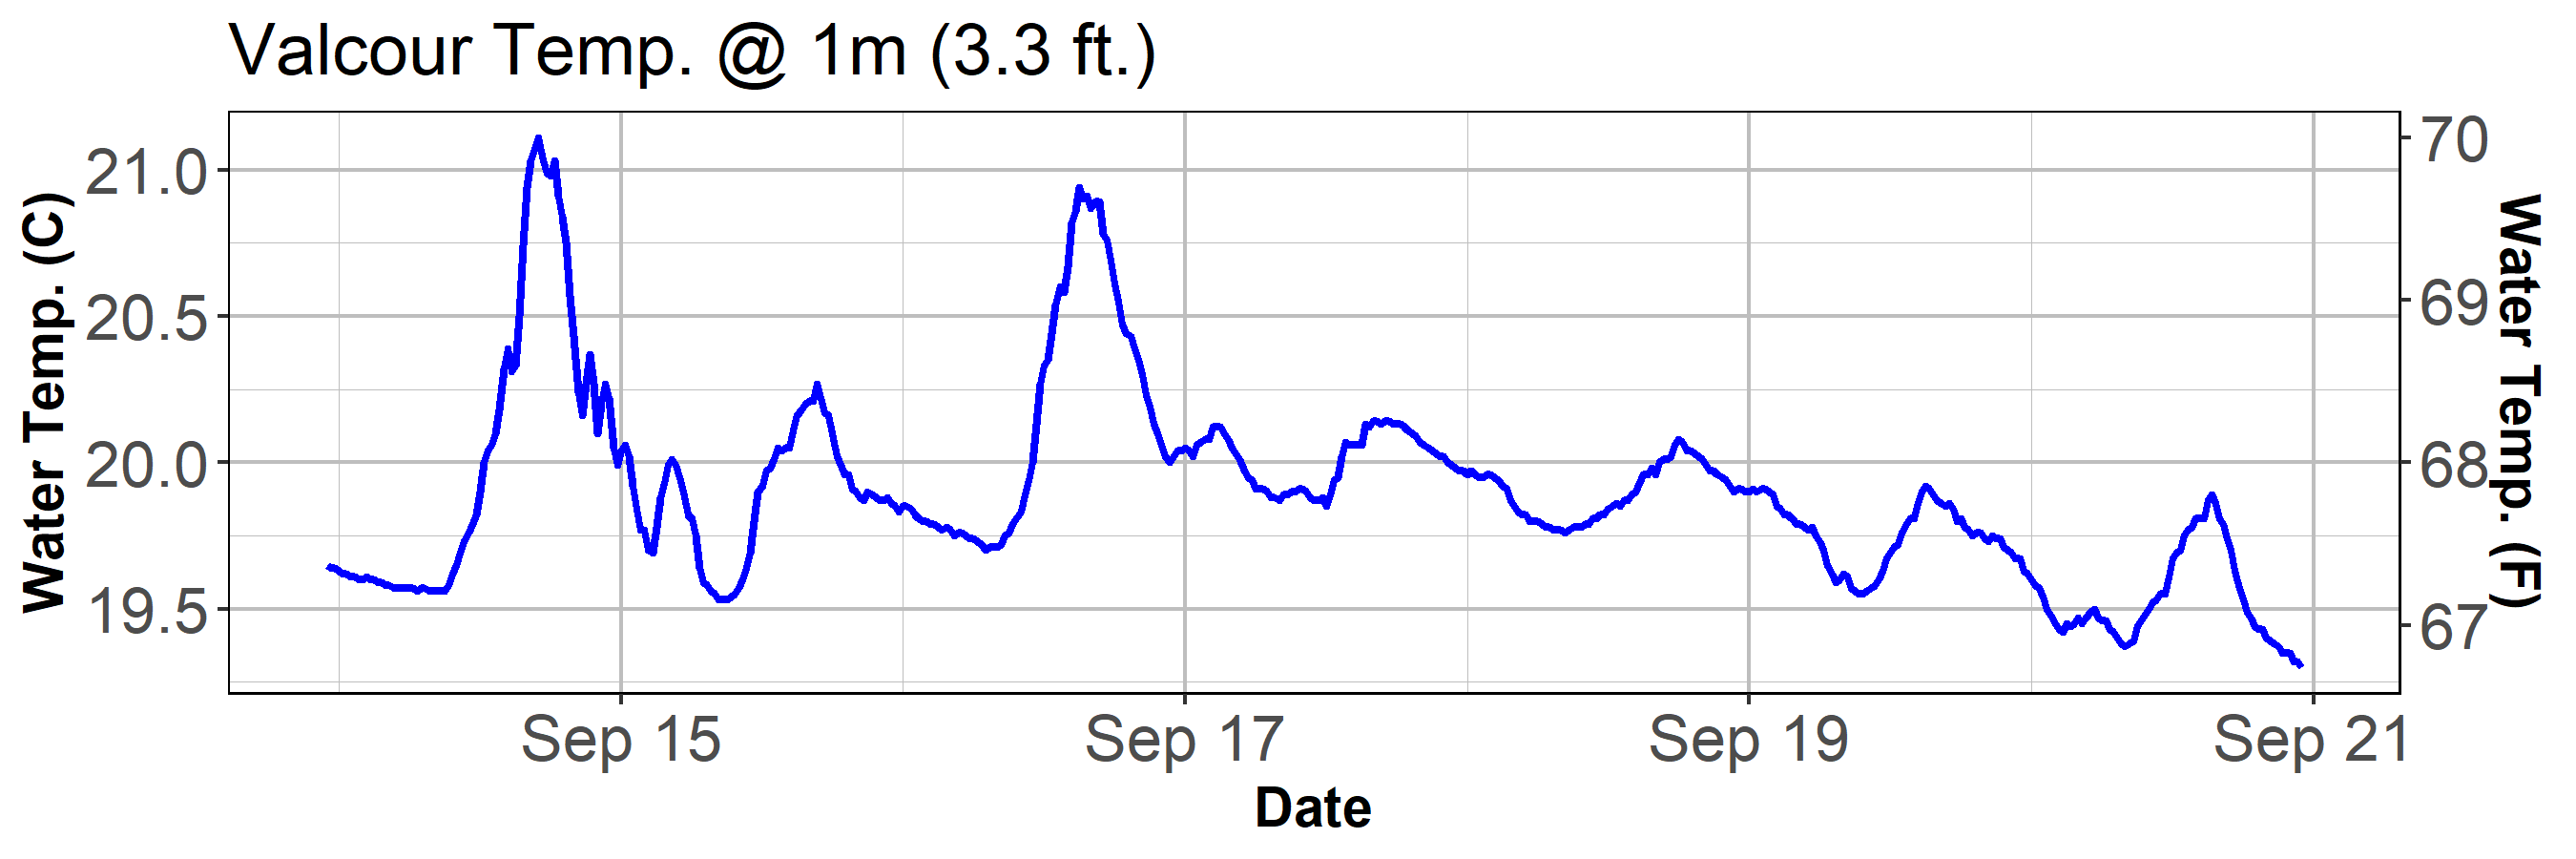 Valcour Temp. @ 1m (3.3 ft.)
Water Temp. (C)
21.0
20.5
20.0
19.5
70
69
68
67
Water Temp. (F)
Sep 15 Sep 17 Sep 19 Sep 21
Date